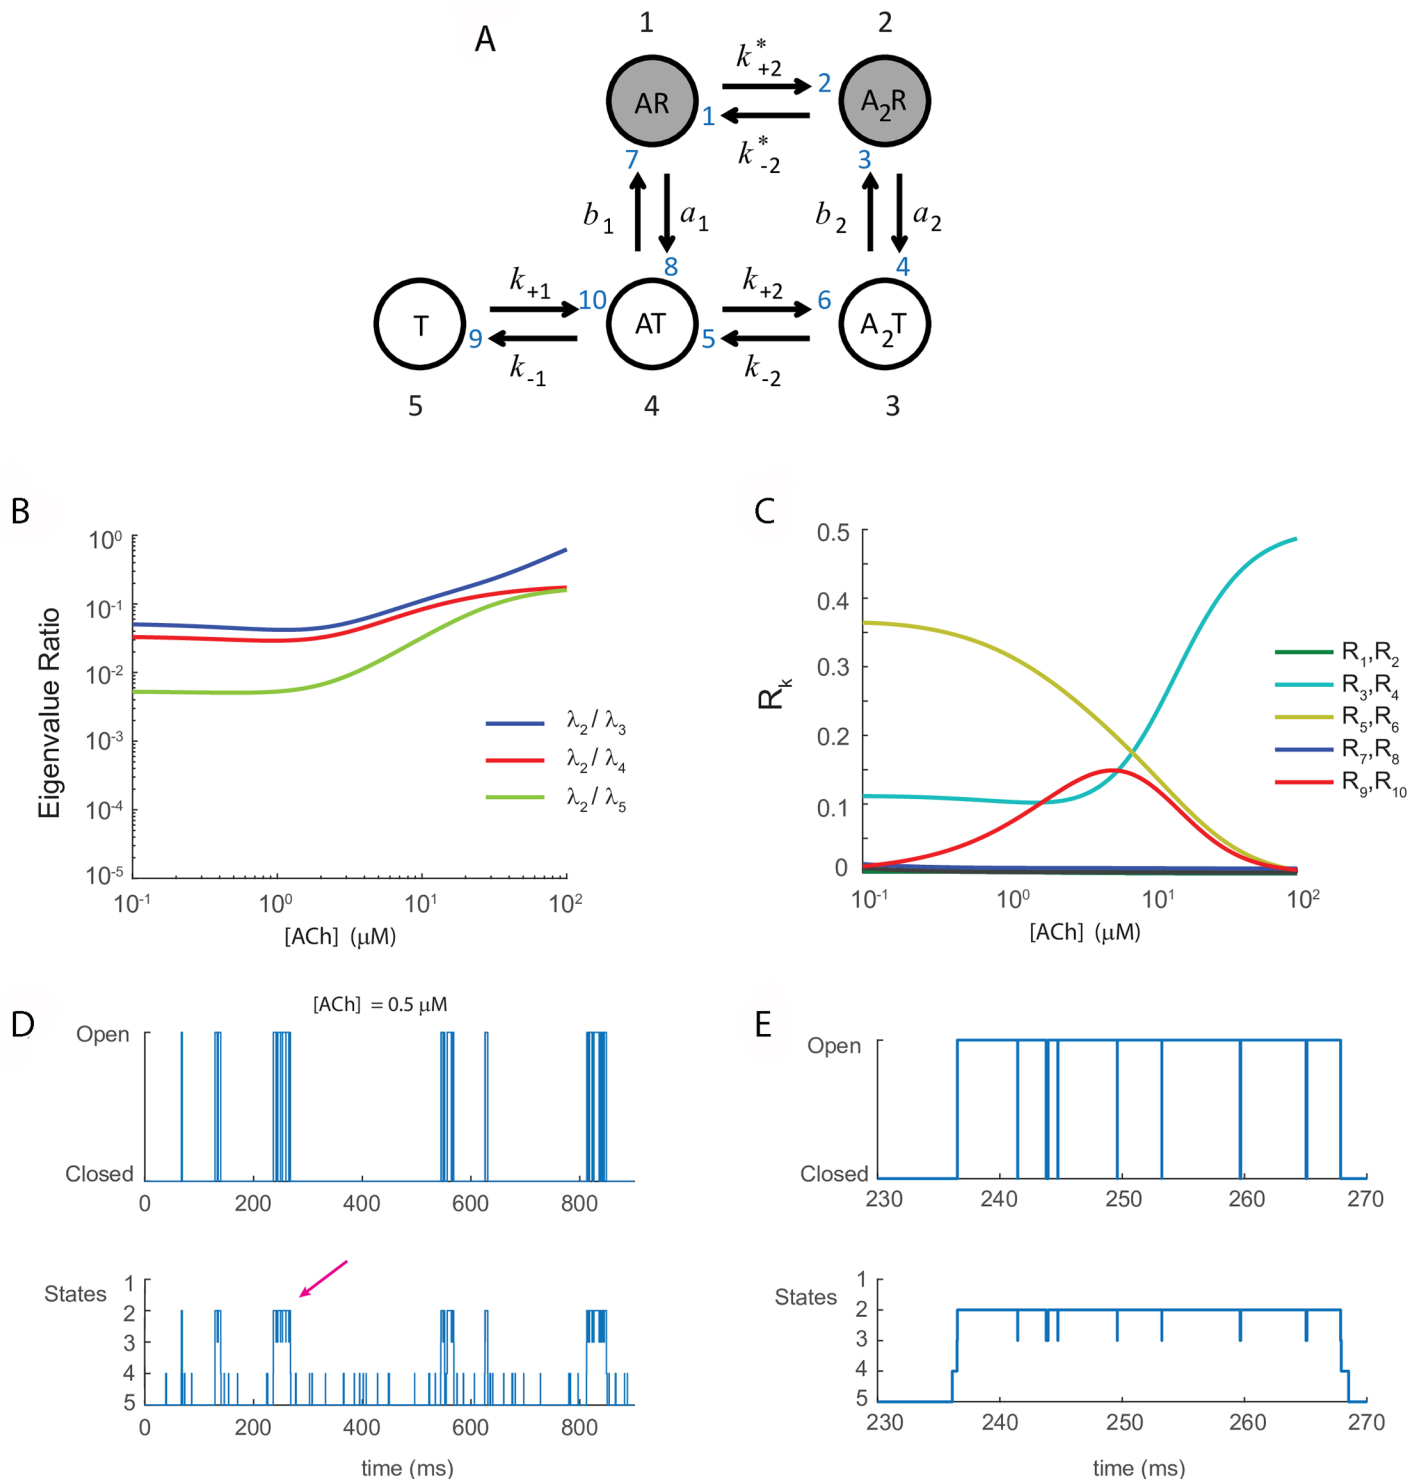 A
1
2
AR
A2R
k*+2
k*-2
2
1
7
3
b1
a1
b2
a2
8
4
k+1
10
k+2
6
T
AT
A2T
9
5
k-1
k-2
5
4
3
B
Eigenvalue Ratio
10^0
10^-1
10^-2
10^-3
10^-4
10^-5
λ2 / λ3
λ2 / λ4
λ2 / λ5
10^-1 10^0 10^1 10^2
[ACh] (μM)
C
Rk
0.5
0.4
0.3
0.2
0.1
0
R1,R2
R3,R4
R5,R6
R7,R8
R9,R10
10^-1 10^0 10^1 10^2
[ACh] (μM)
D
[ACh] = 0.5 μM
Open
Closed
0 200 400 600 800
States
1
2
3
4
5
0 200 400 600 800
time (ms)
E
Open
Closed
230 240 250 260 270
States
1
2
3
4
5
230 240 250 260 270
time (ms)